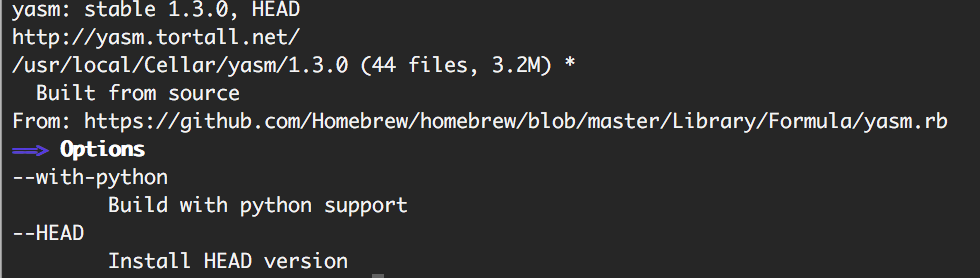 yasm: stable 1.3.0, HEAD
http://yasm.tortall.net/
/usr/local/Cellar/yasm/1.3.0 (44 files, 3.2M) *
  Built from source
From: https://github.com/Homebrew/homebrew/blob/master/Library/Formula/yasm.rb
==> Options
--with-python
        Build with python support
--HEAD
        Install HEAD version